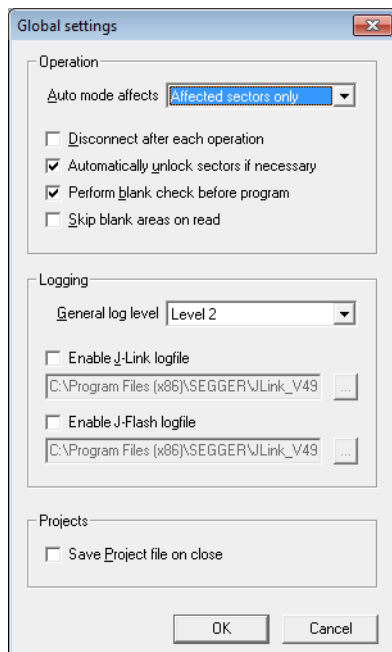 Global settings
Operation
Auto mode affects Affected sectors only
Disconnect after each operation
Automatically unlock sectors if necessary
Perform blank check before program
Skip blank areas on read
Logging
General log level Level 2
Enable J-Link logfile
C:\Program Files (x86)\SEGGER\JLink_V49 ...
Enable J-Flash logfile
C:\Program Files (x86)\SEGGER\JLink_V49 ...
Projects
Save Project file on close
OK Cancel